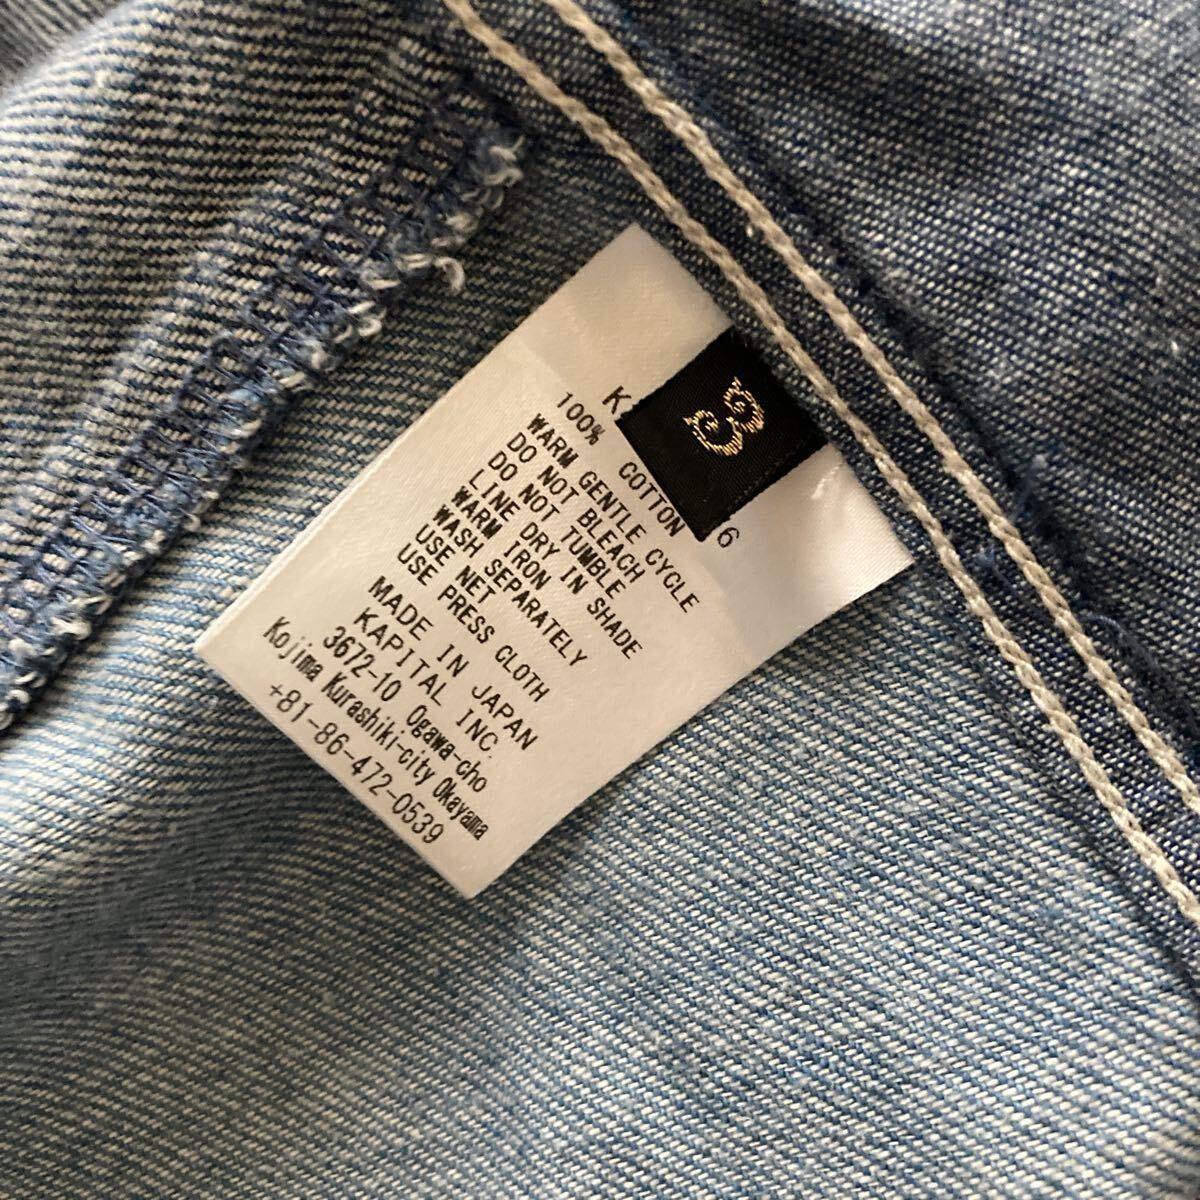 100% COTTON
WARM GENTLE CYCLE
DO NOT BLEACH
DO NOT TUMBLE
LINE DRY IN SHADE
WARM IRON
WASH SEPARATELY
USE NET
USE PRESS CLOTH
MADE IN JAPAN
KAPITAL INC.
3672-10 Ogawa-cho
Kojima Kurashiki-city Okayama
+81-86-472-0539